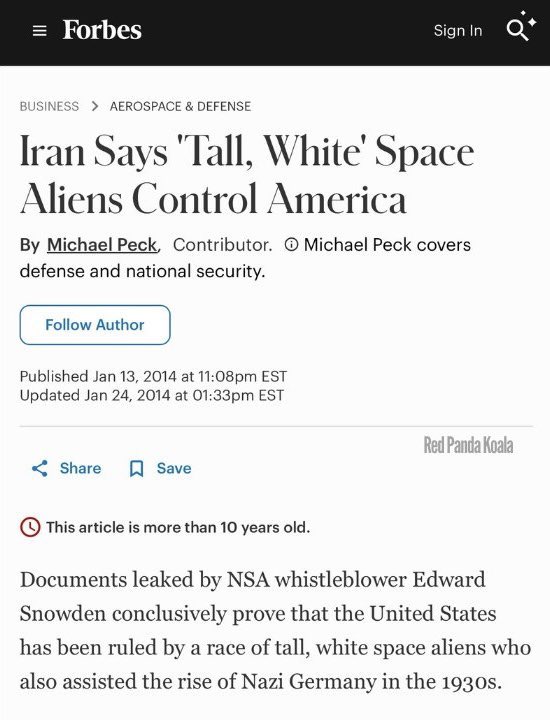 Forbes
Sign In
BUSINESS > AEROSPACE & DEFENSE
Iran Says 'Tall, White' Space
Aliens Control America
By Michael Peck, Contributor. ⓘ Michael Peck covers
defense and national security.
Follow Author
Published Jan 13, 2014 at 11:08pm EST
Updated Jan 24, 2014 at 01:33pm EST
Red Panda Koala
Share
Save
This article is more than 10 years old.
Documents leaked by NSA whistleblower Edward
Snowden conclusively prove that the United States
has been ruled by a race of tall, white space aliens who
also assisted the rise of Nazi Germany in the 1930s.